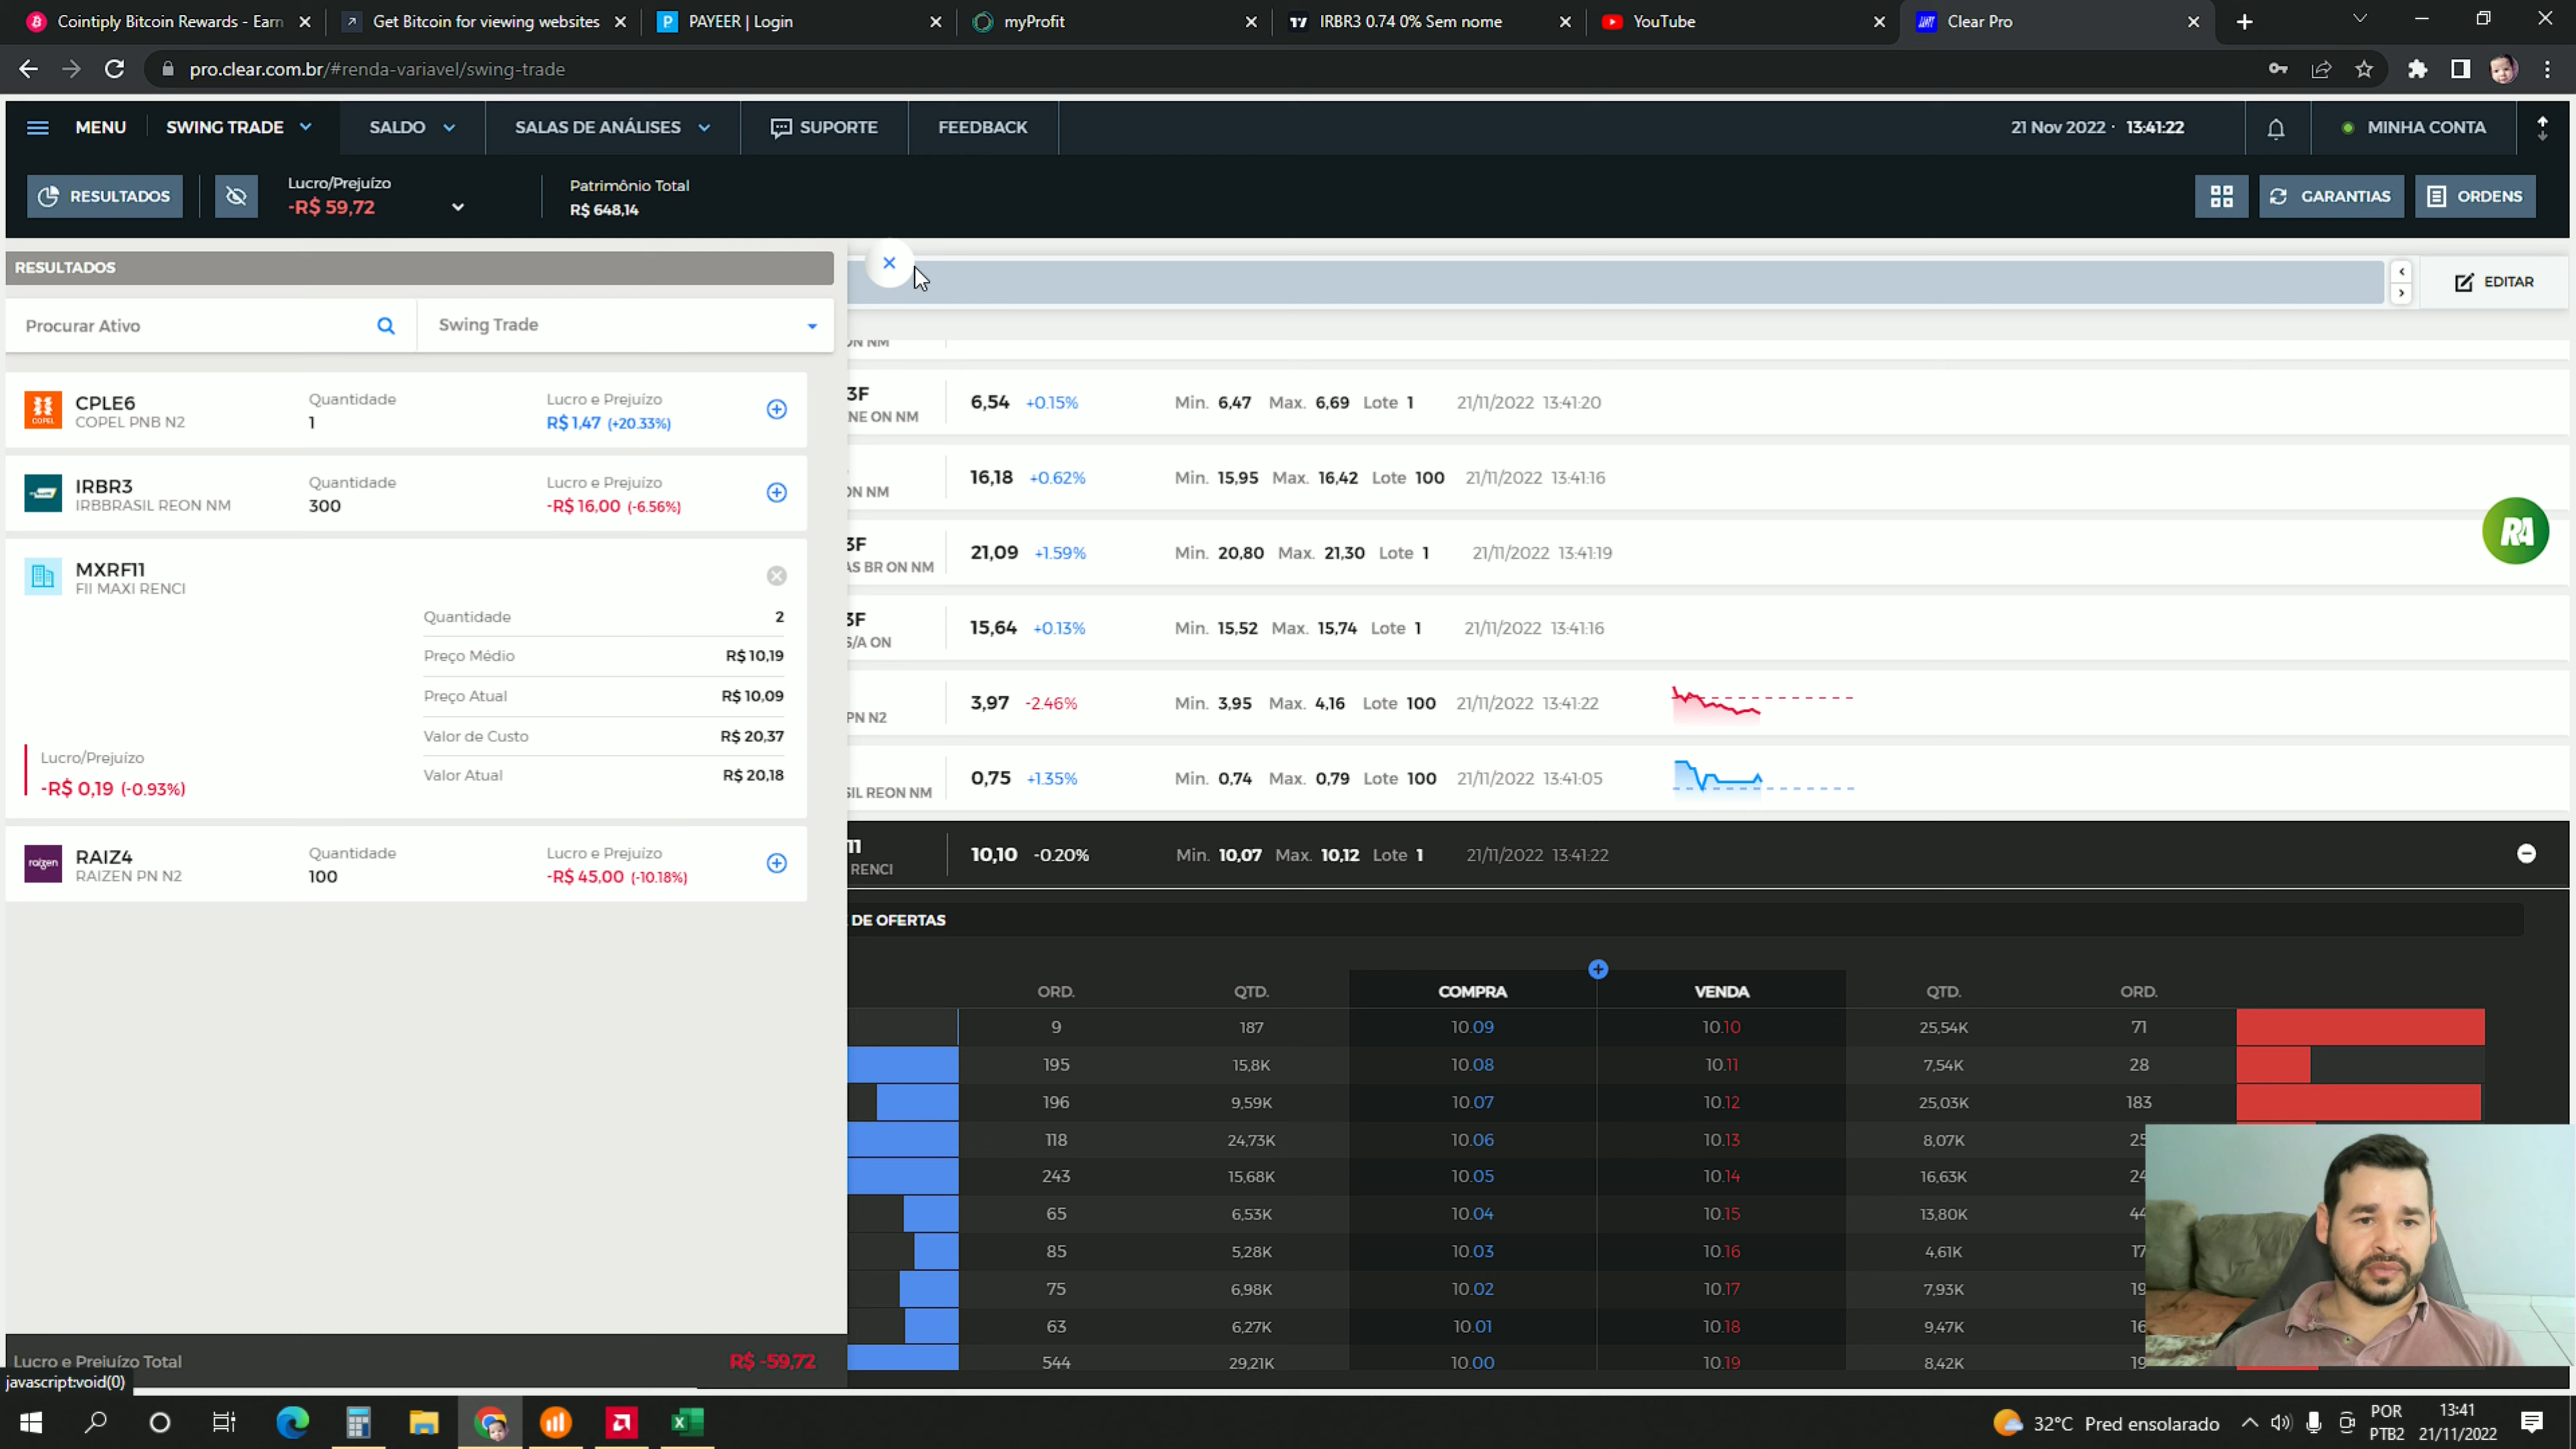 Cointiply Bitcoin Rewards - Earn
Get Bitcoin for viewing websites
PAYEER | Login
myProfit
IRBR3 0.74 0% Sem nome
YouTube
Clear Pro
pro.clear.com.br/#renda-variavel/swing-trade
MENU
SWING TRADE
SALDO
SALAS DE ANÁLISES
SUPORTE
FEEDBACK
21 Nov 2022 · 13:41:22
MINHA CONTA
RESULTADOS
Lucro/Prejuízo
-R$ 59,72
Patrimônio Total
R$ 648,14
GARANTIAS
ORDENS
RESULTADOS
EDITAR
Procurar Ativo
Swing Trade
CPLE6
COPEL PNB N2
COPEL
Quantidade
1
Lucro e Prejuízo
R$ 1,47 (+20.33%)
IRBR3
IRBBRASIL REON NM
Quantidade
300
Lucro e Prejuízo
-R$ 16,00 (-6.56%)
MXRF11
FII MAXI RENCI
Quantidade 2
Preço Médio R$ 10,19
Preço Atual R$ 10,09
Valor de Custo R$ 20,37
Valor Atual R$ 20,18
Lucro/Prejuízo
-R$ 0,19 (-0.93%)
raízen
RAIZ4
RAIZEN PN N2
Quantidade
100
Lucro e Prejuízo
-R$ 45,00 (-10.18%)
Lucro e Prejuízo Total R$ -59,72
javascript:void(0)
ON NM
3F
NE ON NM
6,54 +0.15% Min. 6,47 Max. 6,69 Lote 1 21/11/2022 13:41:20
ON NM
16,18 +0.62% Min. 15,95 Max. 16,42 Lote 100 21/11/2022 13:41:16
3F
AS BR ON NM
21,09 +1.59% Min. 20,80 Max. 21,30 Lote 1 21/11/2022 13:41:19
3F
S/A ON
15,64 +0.13% Min. 15,52 Max. 15,74 Lote 1 21/11/2022 13:41:16
PN N2
3,97 -2.46% Min. 3,95 Max. 4,16 Lote 100 21/11/2022 13:41:22
SIL REON NM
0,75 +1.35% Min. 0,74 Max. 0,79 Lote 100 21/11/2022 13:41:05
RA
11
RENCI
10,10 -0.20% Min. 10,07 Max. 10,12 Lote 1 21/11/2022 13:41:22
DE OFERTAS
ORD. QTD. COMPRA VENDA QTD. ORD.
9 187 10.09 10.10 25,54K 71
195 15,8K 10.08 10.11 7,54K 28
196 9,59K 10.07 10.12 25,03K 183
118 24,73K 10.06 10.13 8,07K 25
243 15,68K 10.05 10.14 16,63K 24
65 6,53K 10.04 10.15 13,80K 44
85 5,28K 10.03 10.16 4,61K 17
75 6,98K 10.02 10.17 7,93K 19
63 6,27K 10.01 10.18 9,47K 16
544 29,21K 10.00 10.19 8,42K 19
32°C Pred ensolarado
POR
PTB2
13:41
21/11/2022